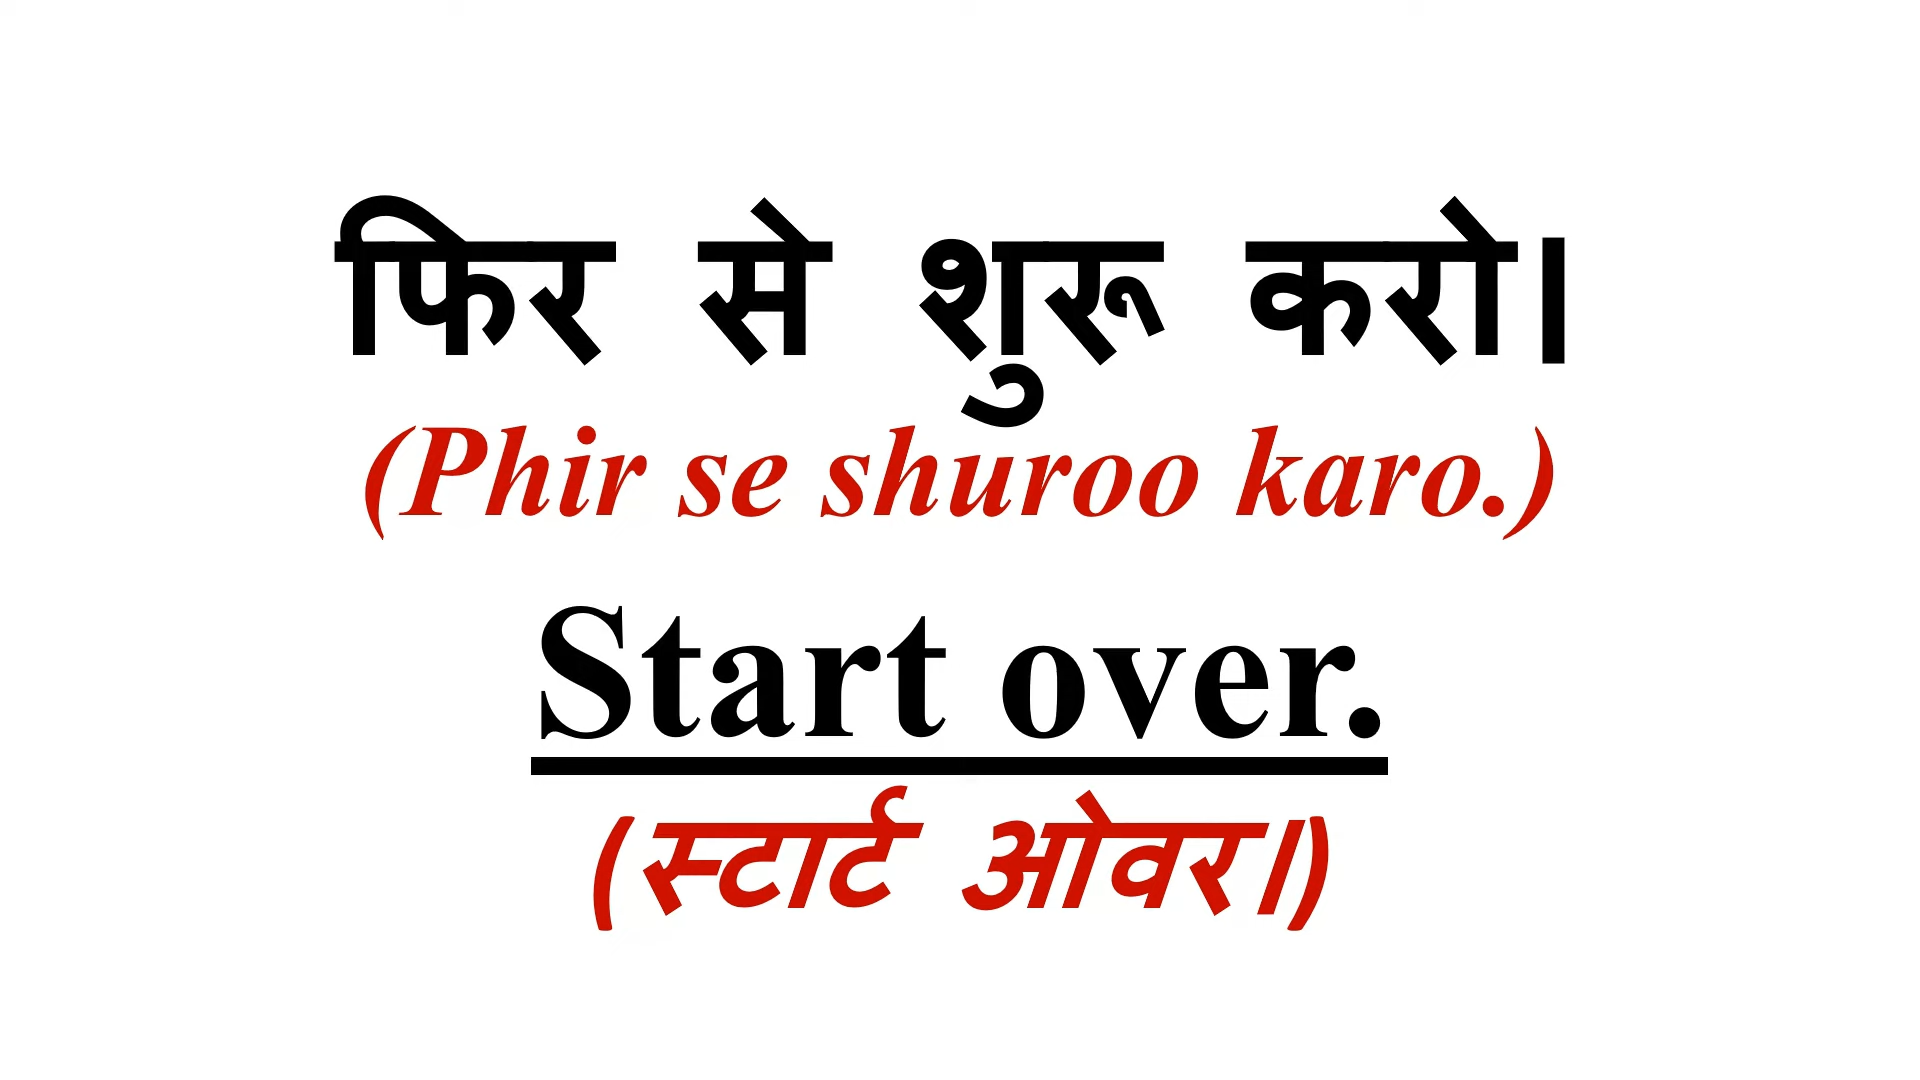 फिर से शुरू करो।
(Phir se shuroo karo.)
Start over.
(स्टार्ट ओवर।)